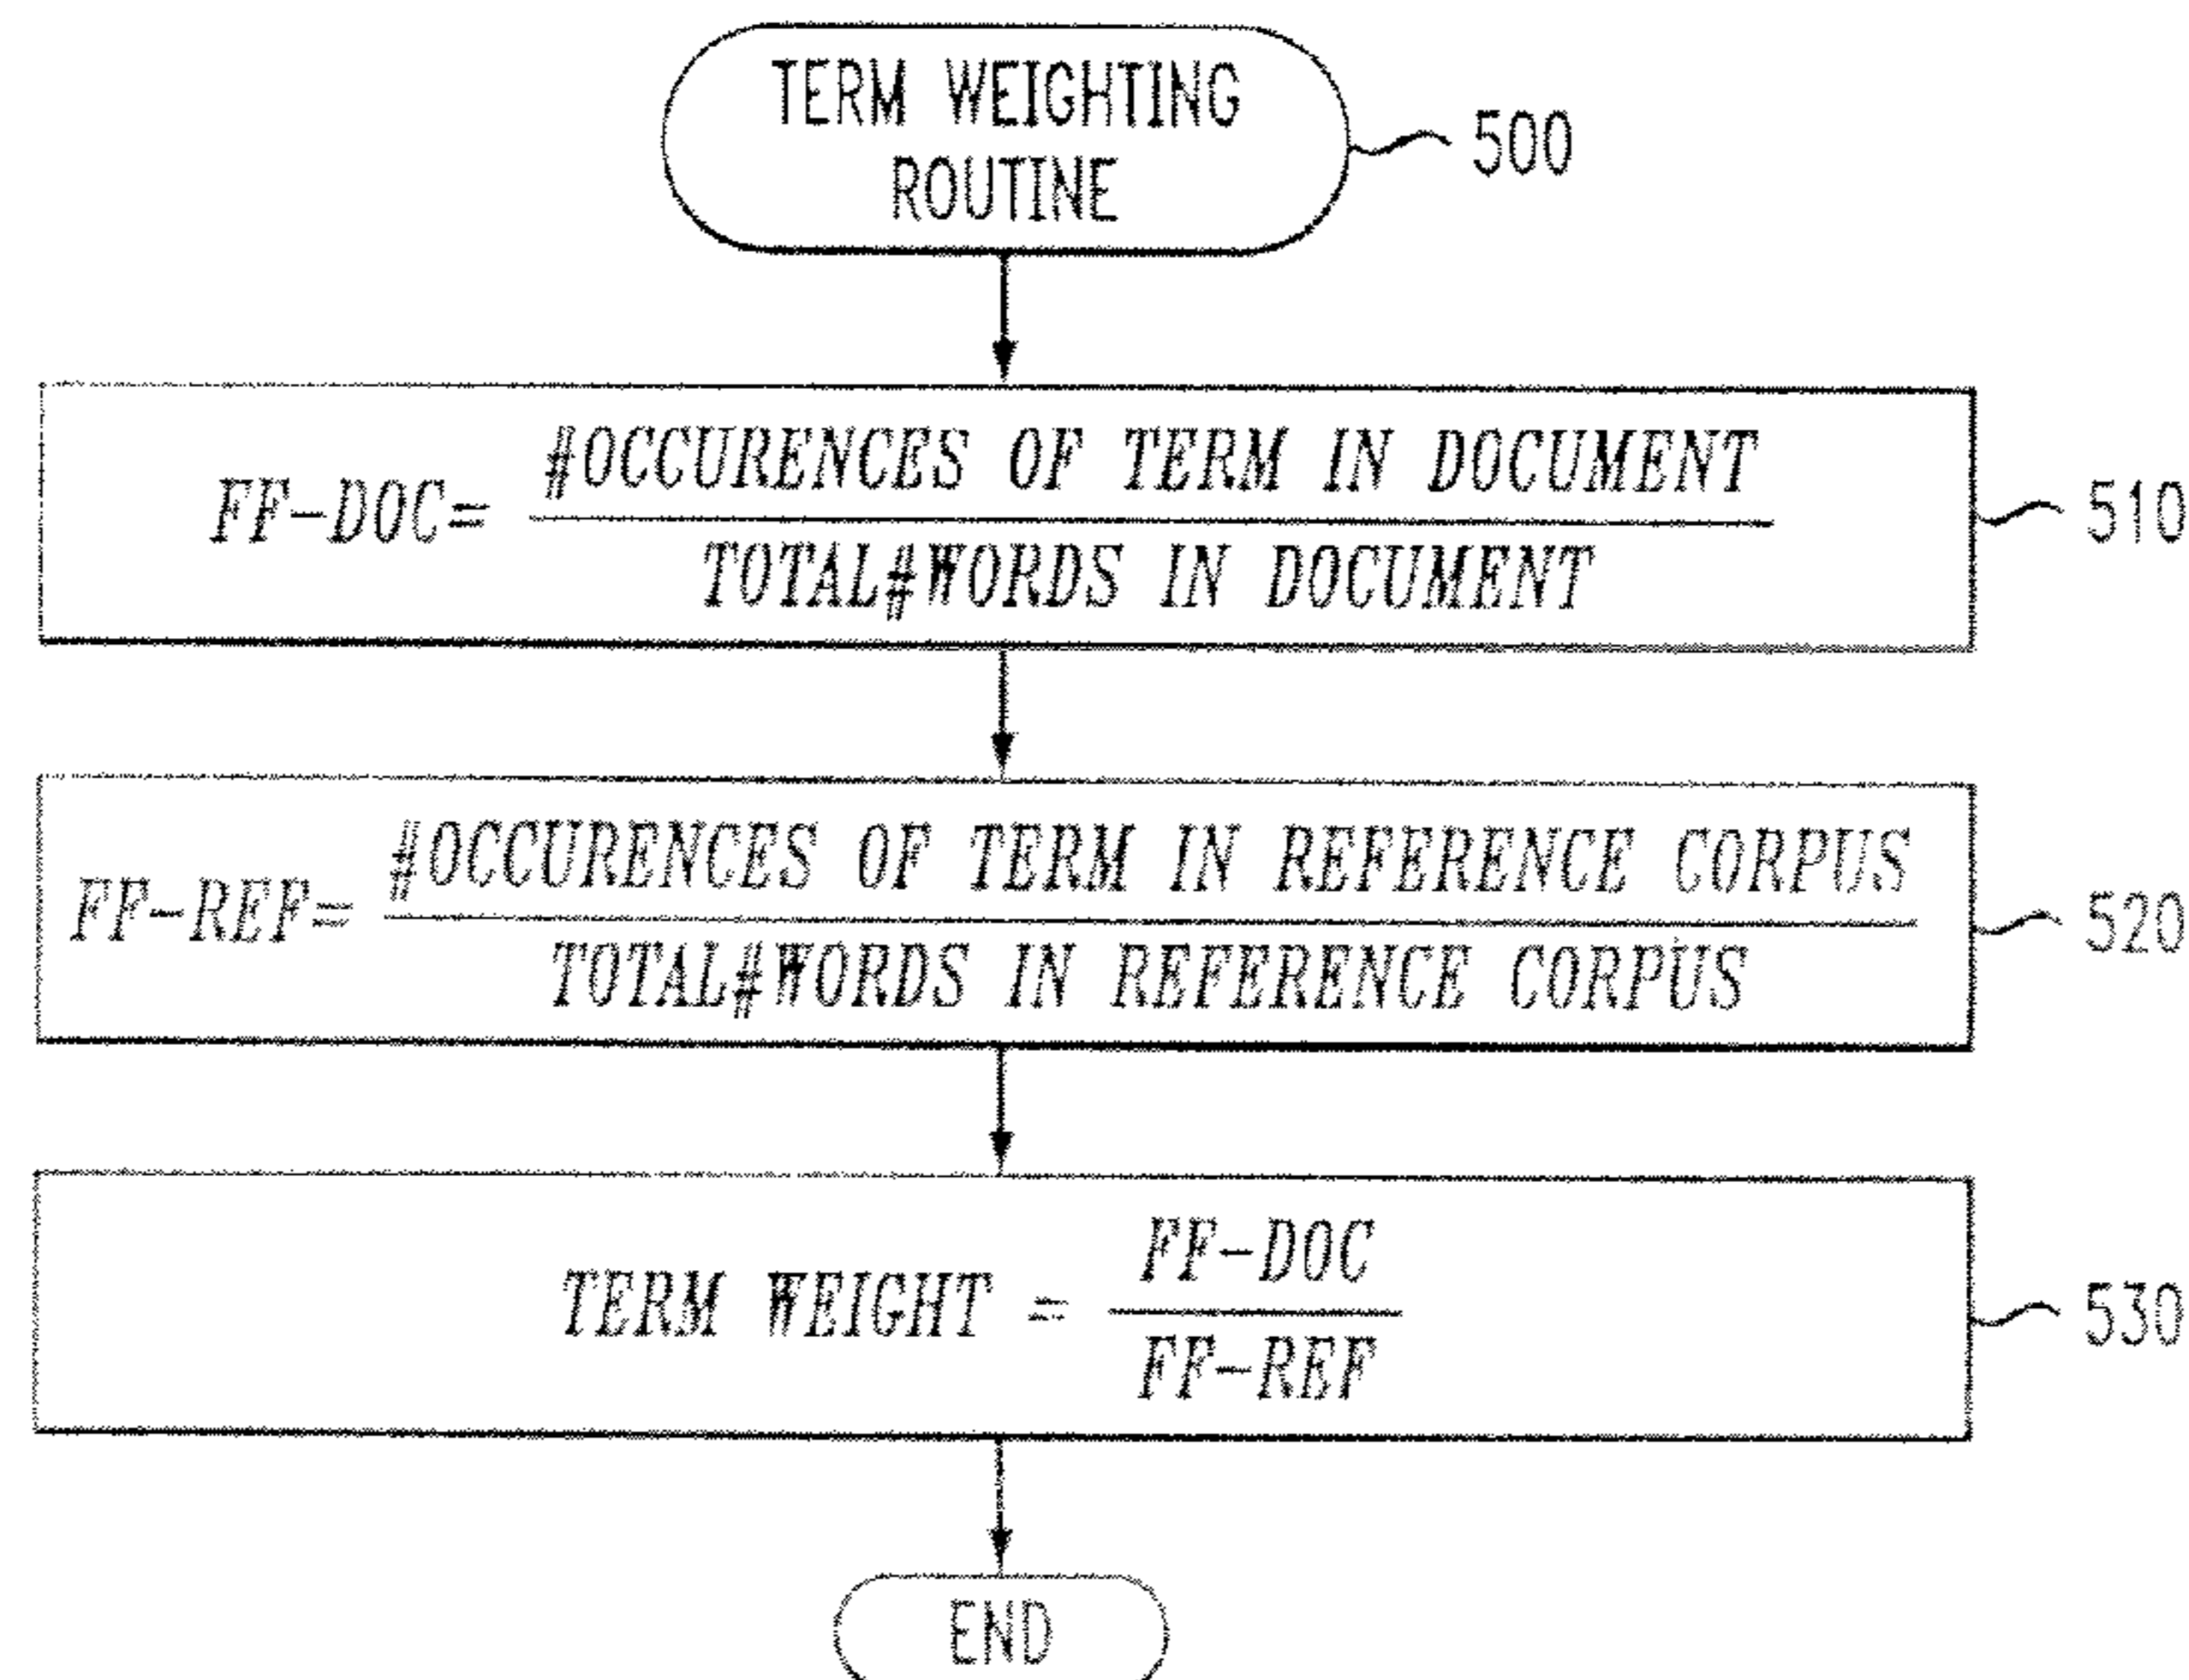 TERM WEIGHTING
ROUTINE
500
#OCCURENCES OF TERM IN DOCUMENT
FF-DOC=
TOTAL#WORDS IN DOCUMENT
510
#OCCURENCES OF TERM IN REFERENCE CORPUS
FF-REF=
TOTAL#WORDS IN REFERENCE CORPUS
520
FF-DOC
TERM WEIGHT =
FF-REF
530
END